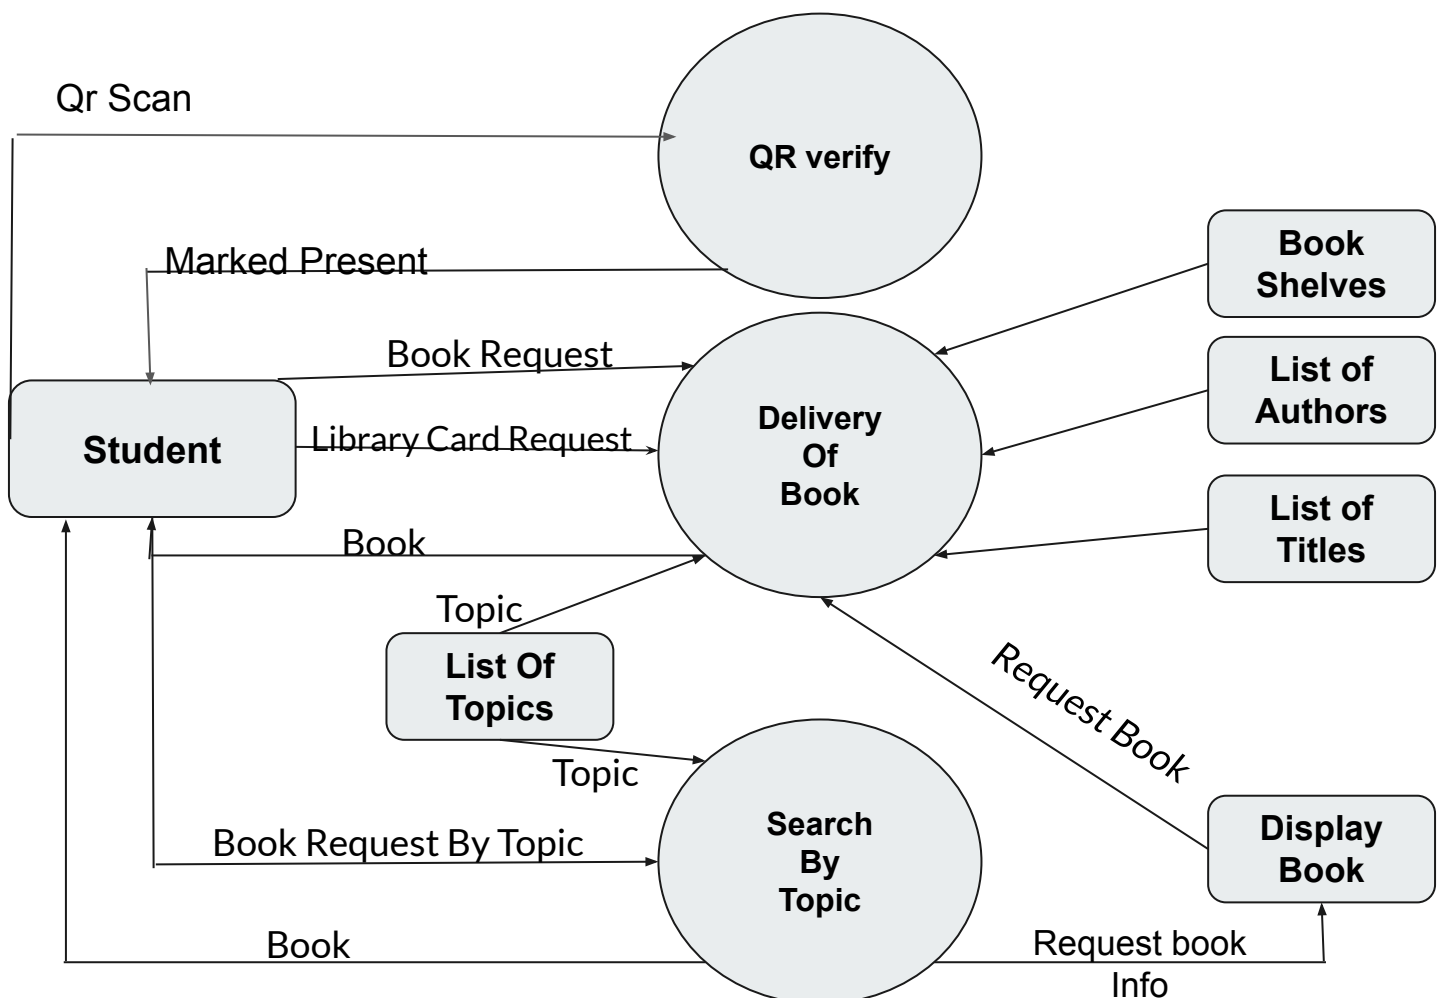 Qr Scan
QR verify
Marked Present
Book
Shelves
Book Request
List of
Authors
Student
Library Card Request
Delivery
Of
Book
List of
Titles
Book
Topic
List Of
Topics
Request Book
Topic
Search
By
Topic
Display
Book
Book Request By Topic
Book
Request book
Info